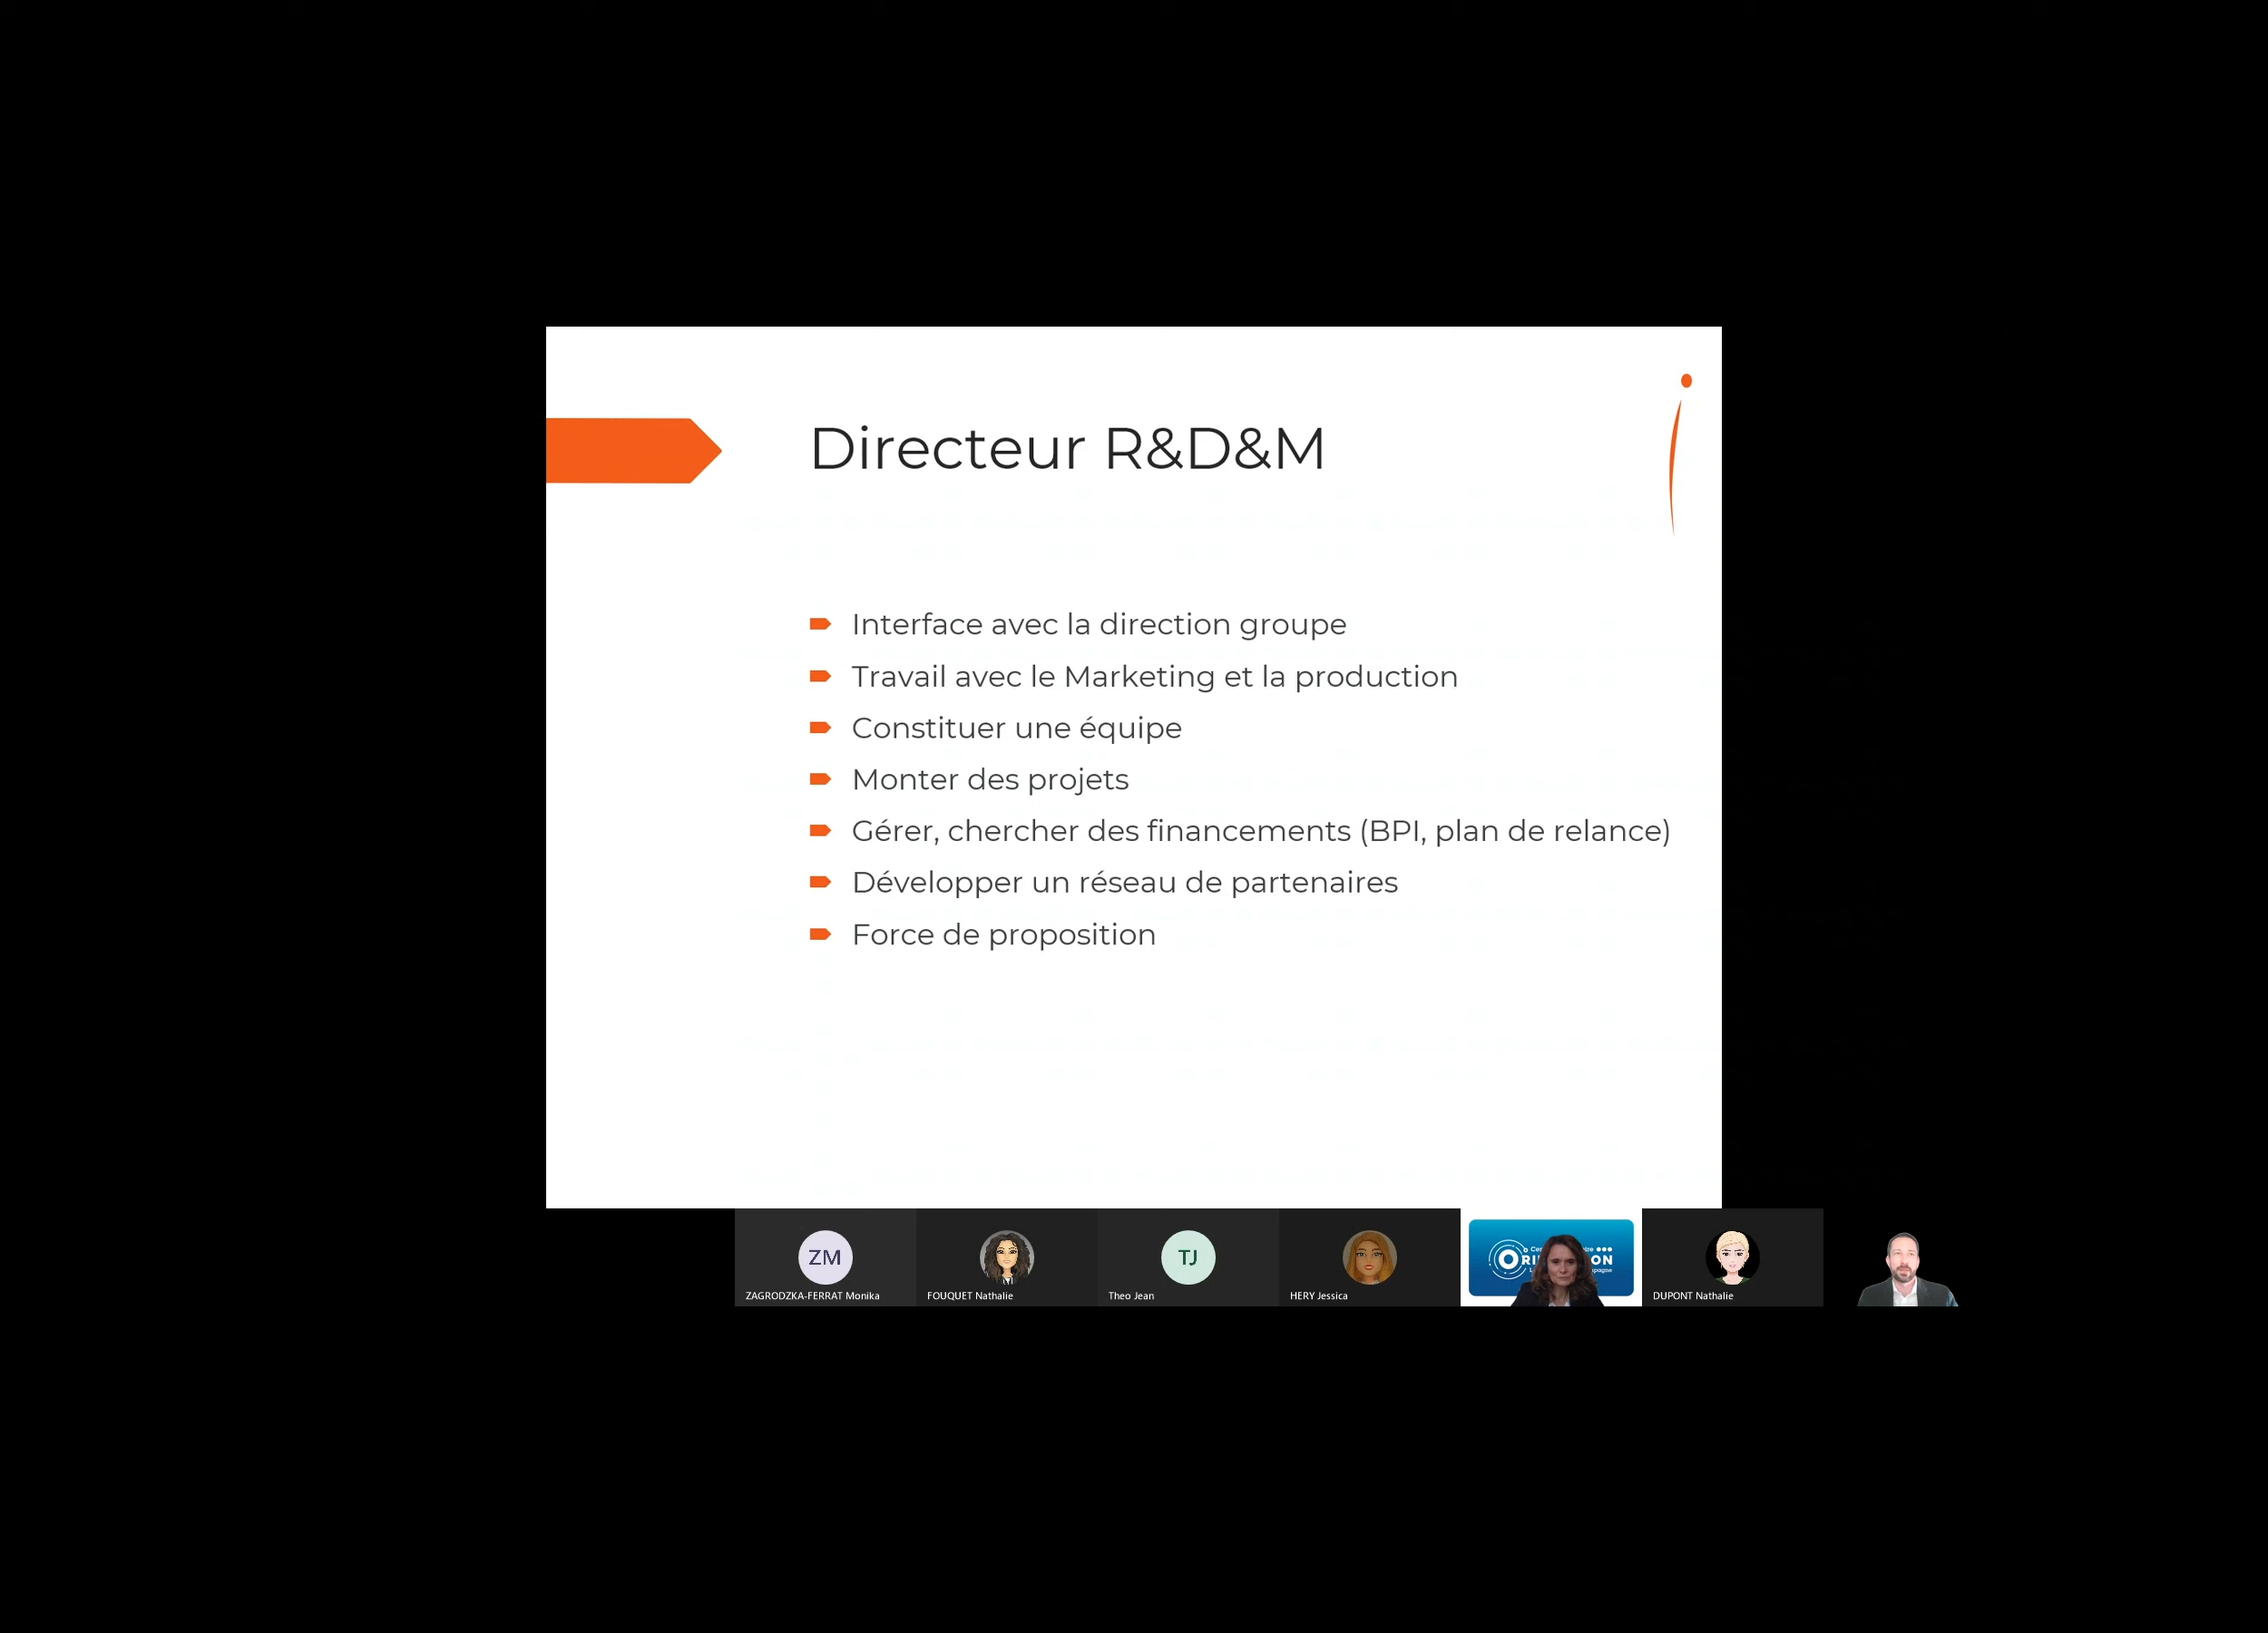 Directeur R&D&M
Interface avec la direction groupe
Travail avec le Marketing et la production
Constituer une équipe
Monter des projets
Gérer, chercher des financements (BPI, plan de relance)
Développer un réseau de partenaires
Force de proposition
ZM
TJ
ZAGRODZKA-FERRAT Monika
FOUQUET Nathalie
Theo Jean
HERY Jessica
DUPONT Nathalie